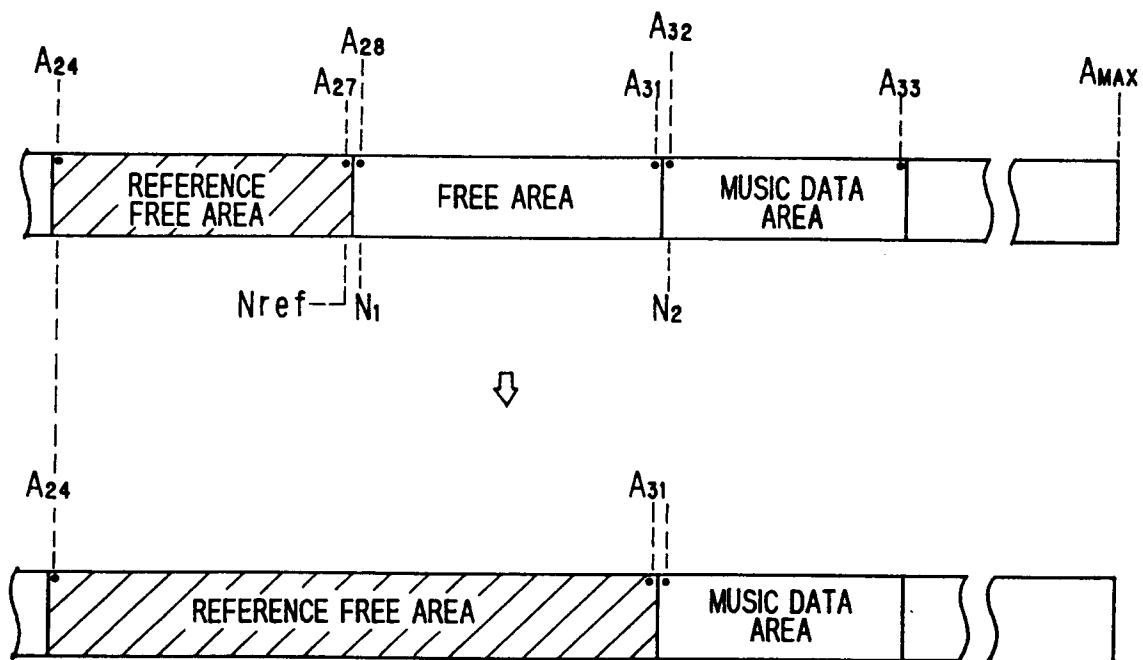 A32
A28
A24
A27
A31
A33
AMAX
REFERENCE
FREE AREA
FREE AREA
MUSIC DATA
AREA
Nref
N1
N2
A24
A31
REFERENCE FREE AREA
MUSIC DATA
AREA